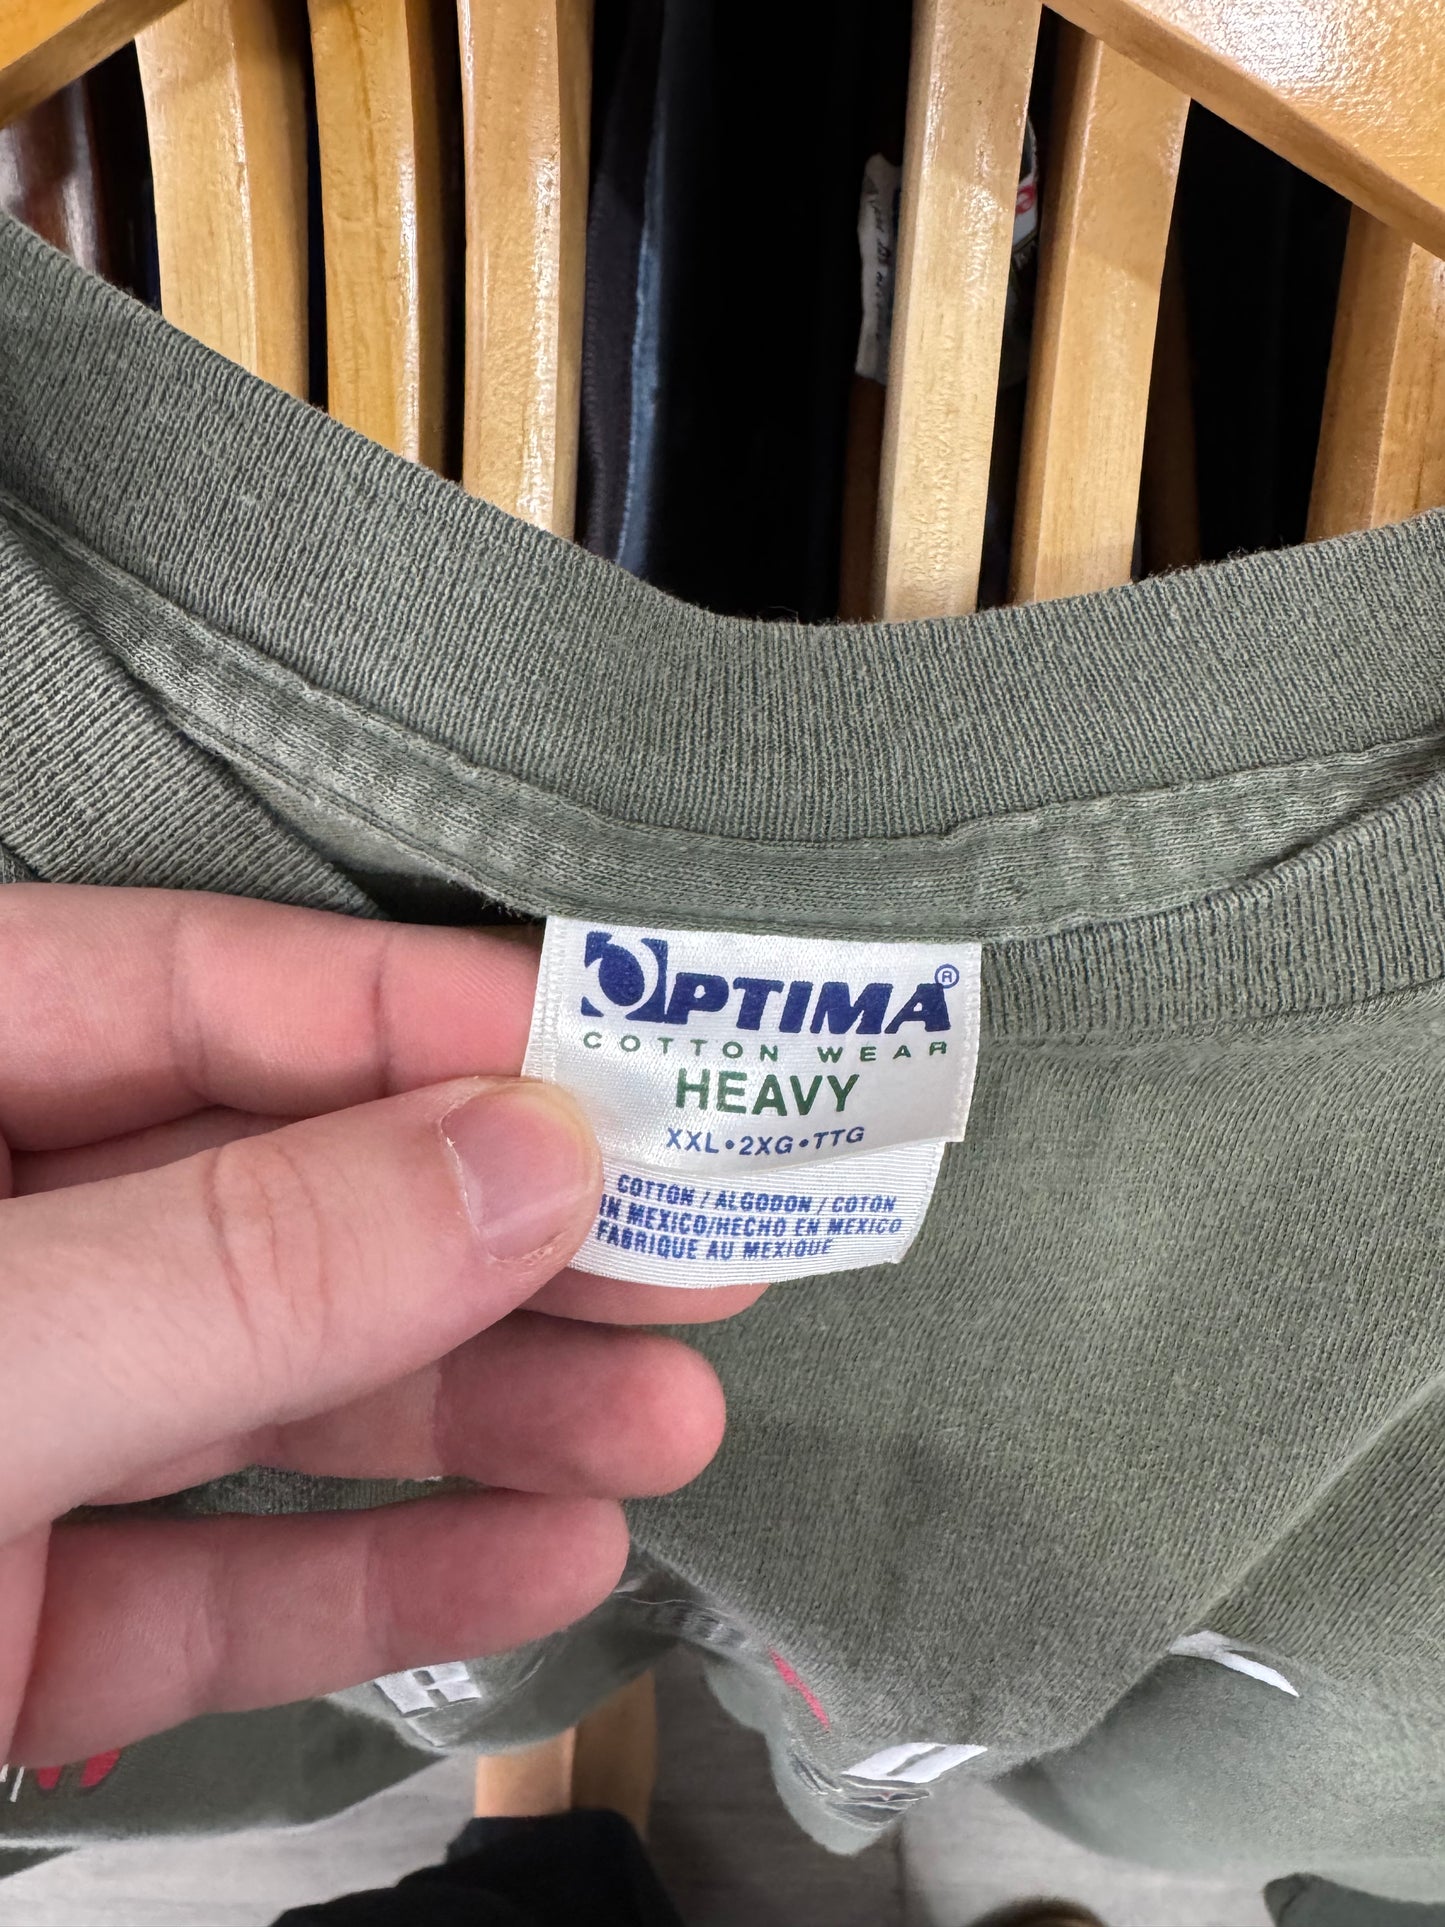 OPTIMA®
COTTON WEAR
HEAVY
XXL•2XG•TTG
COTTON / ALGODON / COTON
IN MEXICO/HECHO EN MEXICO
FABRIQUE AU MEXIQUE